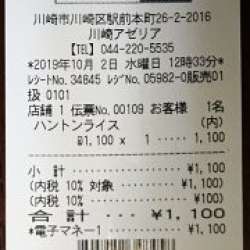 川崎市川崎区駅前本町26-2-2016
川崎アゼリア
℡】TEL 044-220-5535
*2019年10月 2日 水曜日 12時33分*
レシートNo.34845 レジNo.05982-0販売01
扱 0101
店舗 1 伝票No.00109 お客様 1名
ハントンライス (内)
@1,100 x 1 ----- 1,100
小 計 ---------- ¥1,100
(内税 10% 対象 ------- ¥1,100)
(内税 10% ---------- ¥100)
合 計 --- ¥1,100
*電子マネー1 ------ ¥1,100